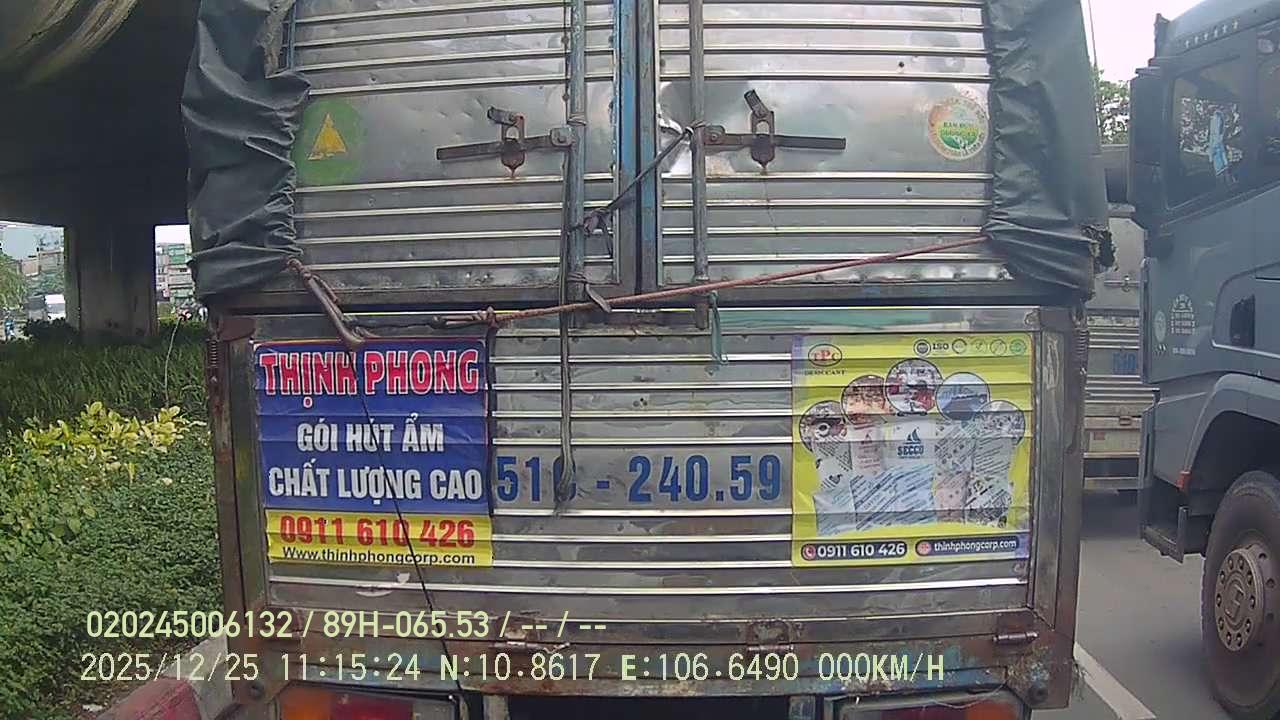 THỊNH PHONG
GÓI HÚT ẨM
CHẤT LƯỢNG CAO
0911 610 426
Www.thinhphongcorp.com
- 240.59
TPC
DESICCANT
ISO
SECCO
0911 610 426
thinhphongcorp.com
020245006132 / 89H-065.53 / -- / --
2025/12/25 11:15:24 N:10.8617 E:106.6490 000KM/H